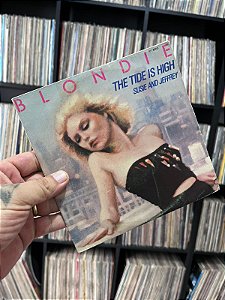 BLONDIE
THE TIDE IS HIGH
SUSIE AND JEFFREY